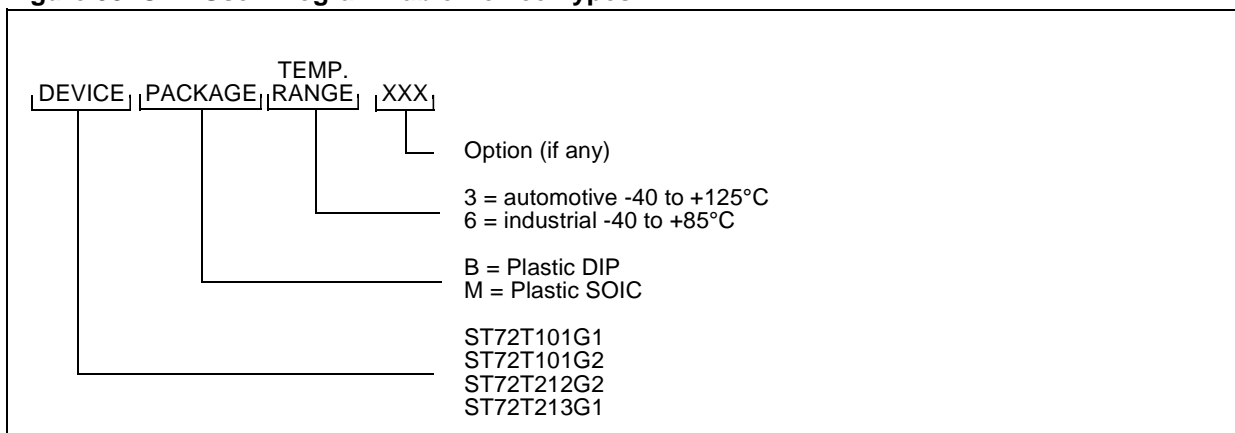 TEMP.
DEVICE PACKAGE RANGE XXX
Option (if any)
3 = automotive -40 to +125°C
6 = industrial -40 to +85°C
B = Plastic DIP
M = Plastic SOIC
ST72T101G1
ST72T101G2
ST72T212G2
ST72T213G1